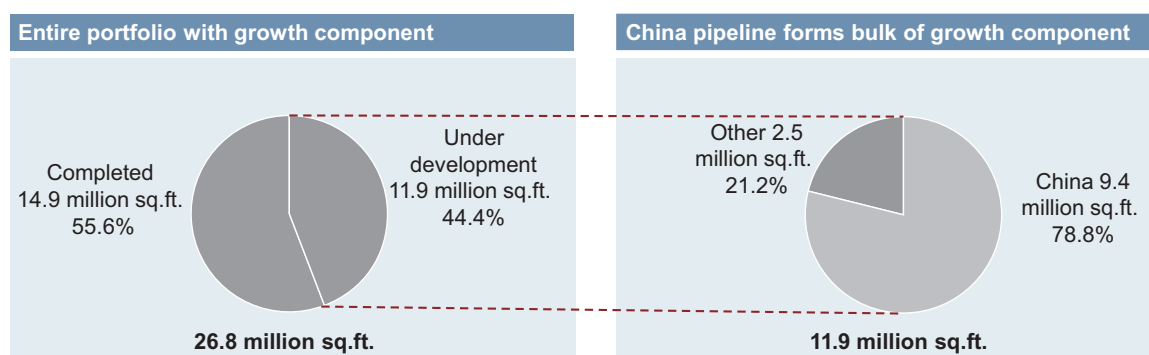 Entire portfolio with growth component
Completed
14.9 million sq.ft.
55.6%
Under
development
11.9 million sq.ft.
44.4%
26.8 million sq.ft.
China pipeline forms bulk of growth component
Other 2.5
million sq.ft.
21.2%
China 9.4
million sq.ft.
78.8%
11.9 million sq.ft.